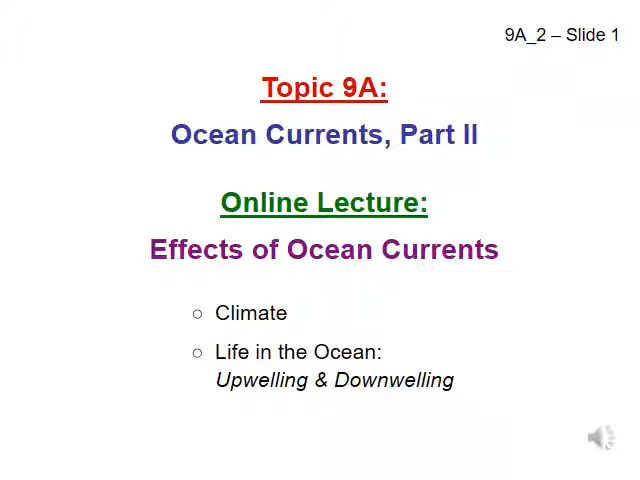 9A_2 – Slide 1
Topic 9A:
Ocean Currents, Part II
Online Lecture:
Effects of Ocean Currents
○ Climate
○ Life in the Ocean:
Upwelling & Downwelling